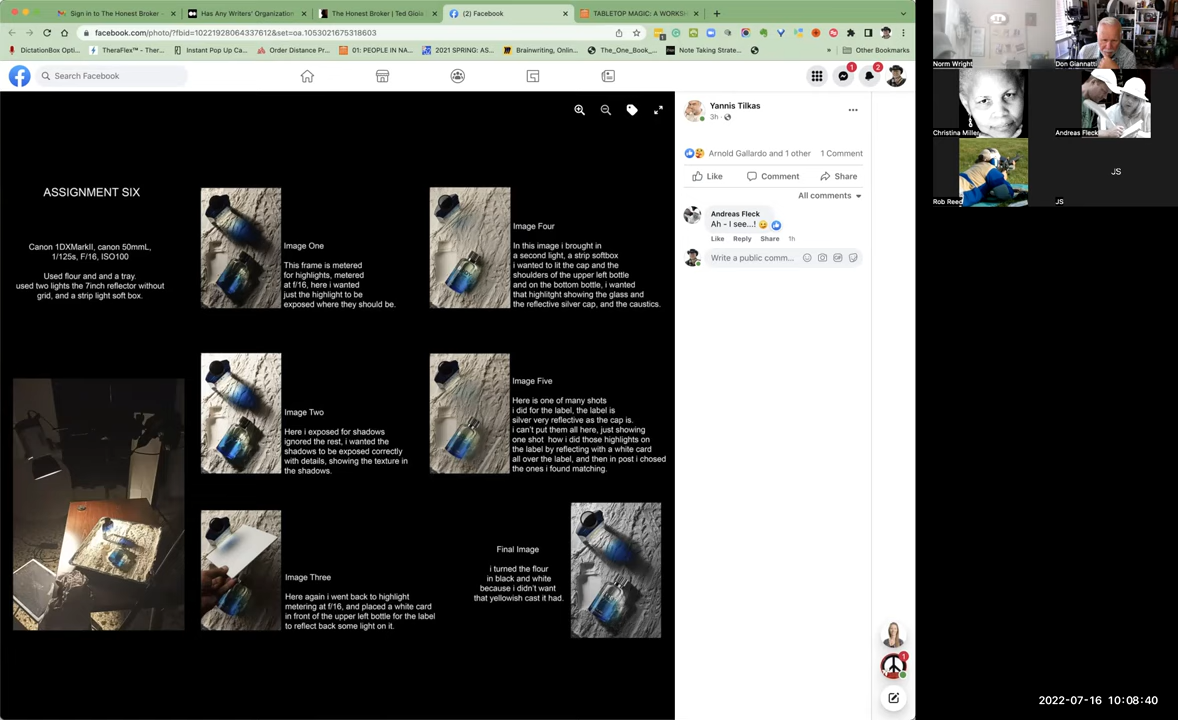 Sign in to The Honest Broker -
Has Any Writers' Organization
The Honest Broker | Ted Gioia
(2) Facebook
TABLETOP MAGIC: A WORKSH
facebook.com/photo/?fbid=10221928064337612&set=oa.1053021675318603
DictationBox Opti...
TheraFlex™ - Ther...
Instant Pop Up Ca...
Order Distance Pr...
01: PEOPLE IN NA...
2021 SPRING: AS...
Brainwriting, Onlin...
The_One_Book_...
Note Taking Strate...
Other Bookmarks
Search Facebook
1
2
Yannis Tilkas
3h
Arnold Gallardo and 1 other
1 Comment
Like
Comment
Share
All comments
Andreas Fleck
Ah - I see...!
Like Reply Share 1h
Write a public comm...
ASSIGNMENT SIX
Canon 1DXMarkII, canon 50mmL,
1/125s, F/16, ISO100
Used flour and and a tray.
used two lights the 7inch reflector without
grid, and a strip light soft box.
Image One
This frame is metered
for highlights, metered
at f/16, here i wanted
just the highlight to be
exposed where they should be.
Image Four
In this image i brought in
a second light, a strip softbox
i wanted to lit the cap and the
shoulders of the upper left bottle
and on the bottom bottle, i wanted
that highlight showing the glass and
the reflective silver cap, and the caustics.
Image Two
Here i exposed for shadows
ignored the rest, i wanted the
shadows to be exposed correctly
with details, showing the texture in
the shadows.
Image Five
Here is one of many shots
i did for the label, the label is
silver very reflective as the cap is.
i can't put them all here, just showing
one shot how i did those highlights on
the label by reflecting with a white card
all over the label, and then in post i chosed
the ones i found matching.
Image Three
Here again i went back to highlight
metering at f/16, and placed a white card
in front of the upper left bottle for the label
to reflect back some light on it.
Final Image
i turned the flour
in black and white
because i didn't want
that yellowish cast it had.
Norm Wright
Don Giannatti
Christina Miller
Andreas Fleck
Rob Reed
JS
JS
1
2022-07-16 10:08:40